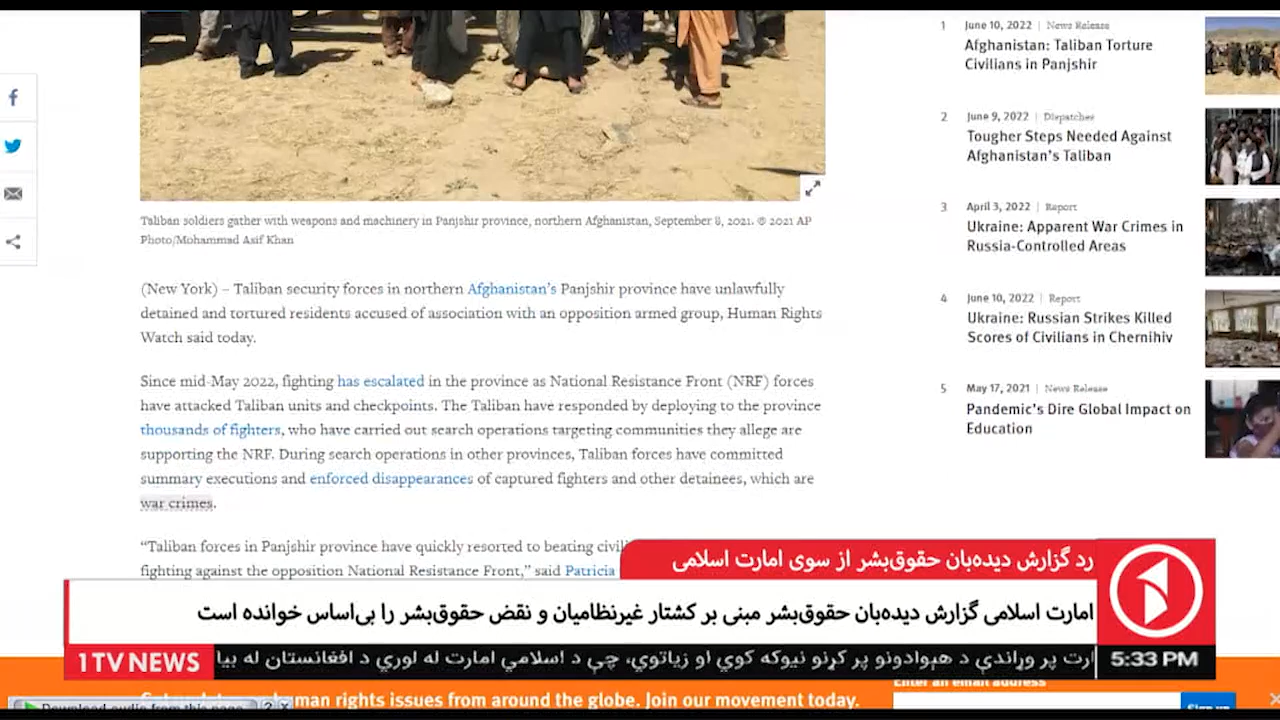 Taliban soldiers gather with weapons and machinery in Panjshir province, northern Afghanistan, September 8, 2021. © 2021 AP
Photo/Mohammad Asif Khan
(New York) – Taliban security forces in northern Afghanistan's Panjshir province have unlawfully
detained and tortured residents accused of association with an opposition armed group, Human Rights
Watch said today.
Since mid-May 2022, fighting has escalated in the province as National Resistance Front (NRF) forces
have attacked Taliban units and checkpoints. The Taliban have responded by deploying to the province
thousands of fighters, who have carried out search operations targeting communities they allege are
supporting the NRF. During search operations in other provinces, Taliban forces have committed
summary executions and enforced disappearances of captured fighters and other detainees, which are
war crimes.
“Taliban forces in Panjshir province have quickly resorted to beating
fighting against the opposition National Resistance Front,” said Patricia
1 June 10, 2022 | News Release
Afghanistan: Taliban Torture
Civilians in Panjshir
2 June 9, 2022 | Dispatches
Tougher Steps Needed Against
Afghanistan's Taliban
3 April 3, 2022 | Report
Ukraine: Apparent War Crimes in
Russia-Controlled Areas
4 June 10, 2022 | Report
Ukraine: Russian Strikes Killed
Scores of Civilians in Chernihiv
5 May 17, 2021 | News Release
Pandemic's Dire Global Impact on
Education
رد گزارش دیده‌بان حقوق‌بشر از سوی امارت اسلامی
امارت اسلامی گزارش دیده‌بان حقوق‌بشر مبنی بر کشتار غیرنظامیان و نقض حقوق‌بشر را بی‌اساس خوانده است
1TV NEWS
پر وړاندې د هېوادونو پر کړنو نیوکه کوي او زیاتوي، چې د اسلامي امارت له لوري د افغانستان له
5:33 PM
rights issues from around the globe. Join our movement today.
Enter an email address
Download audio from this page
Sign up